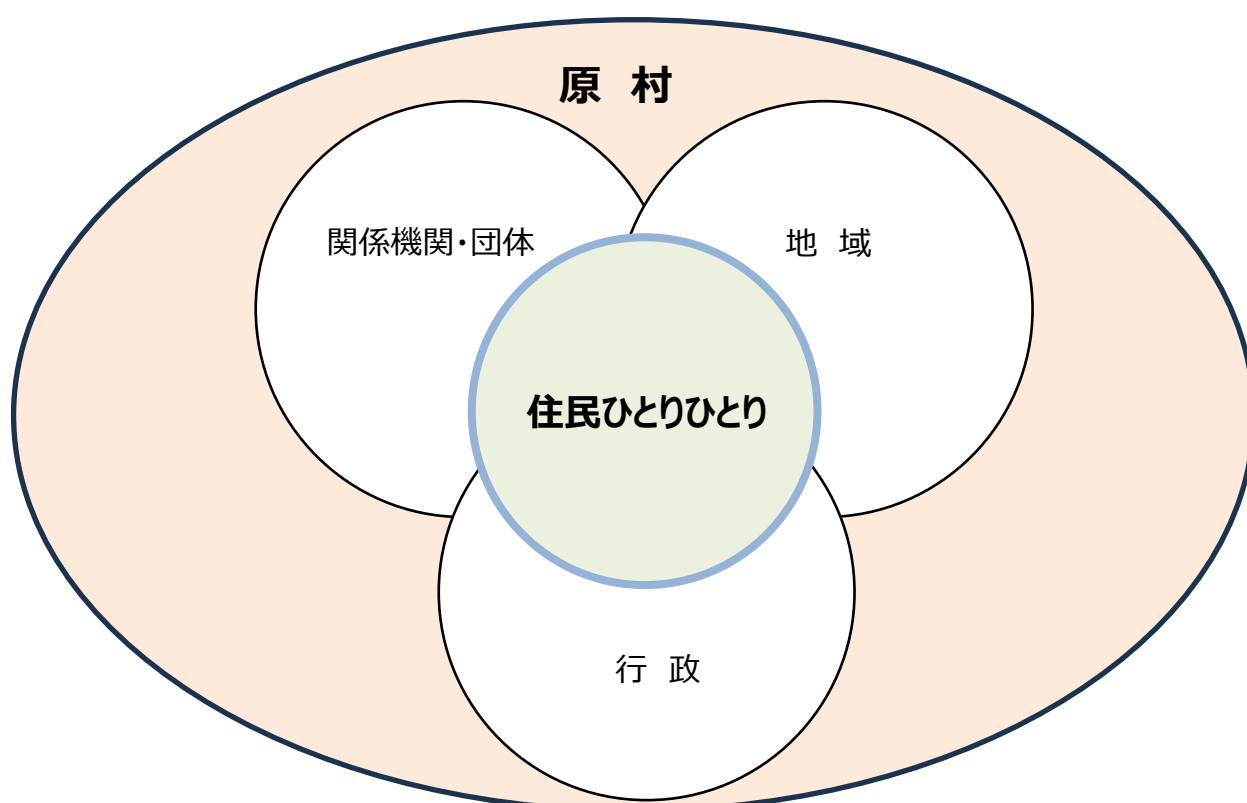 原 村
関係機関・団体
地 域
住民ひとりひとり
行 政